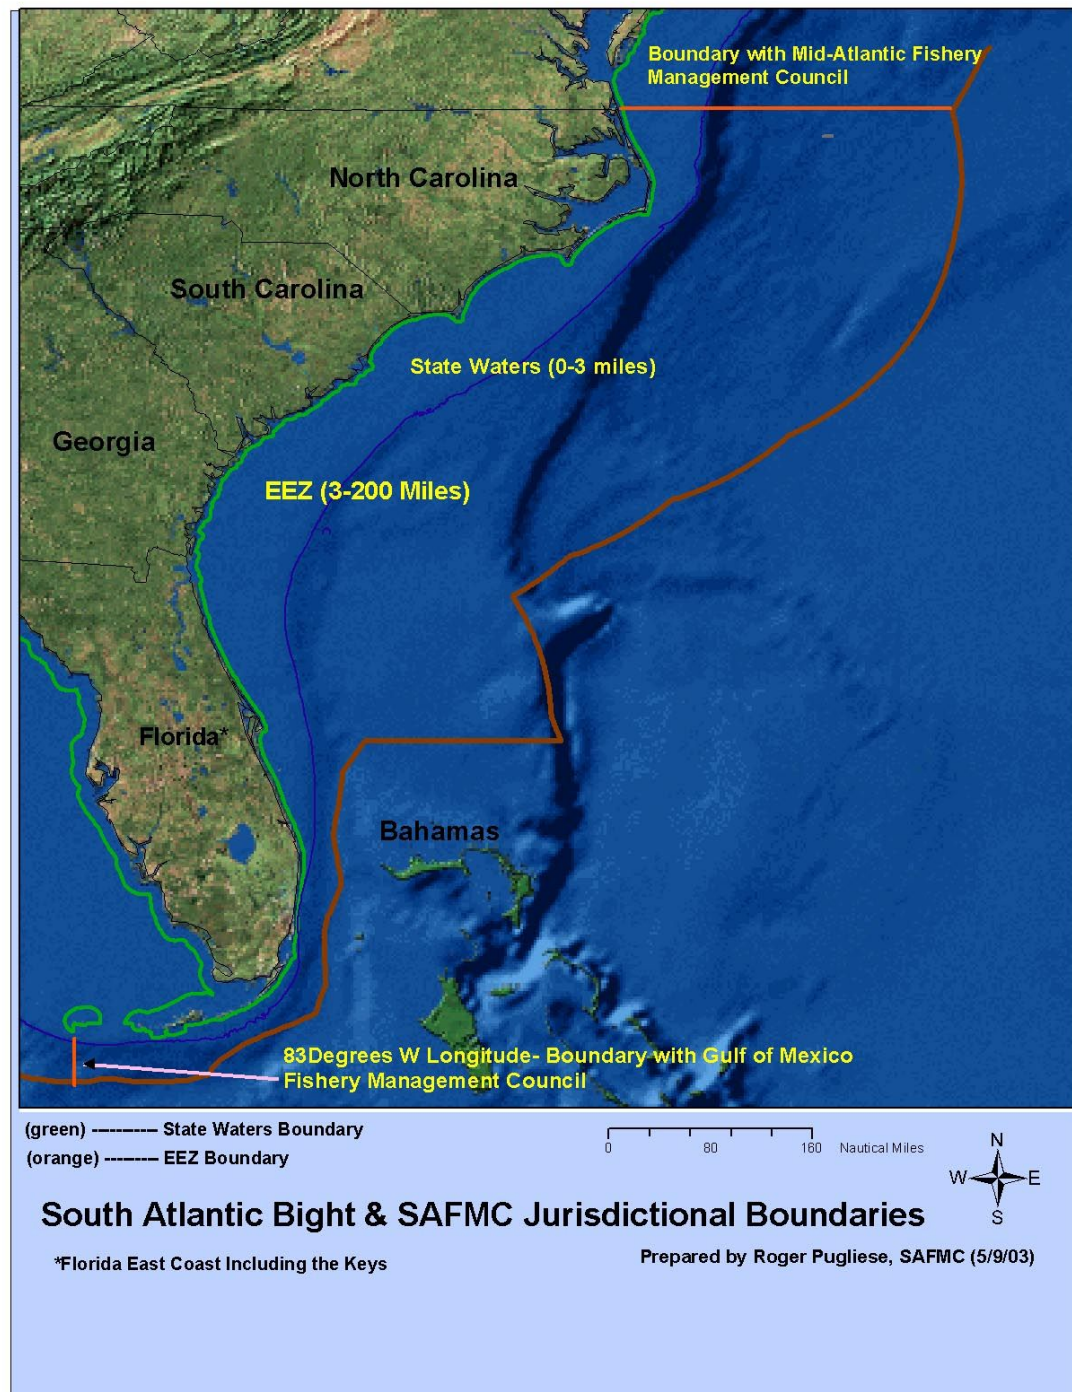 Boundary with Mid-Atlantic Fishery
Management Council
North Carolina
South Carolina
State Waters (0-3 miles)
Georgia
EEZ (3-200 Miles)
Florida*
Bahamas
83Degrees W Longitude- Boundary with Gulf of Mexico
Fishery Management Council
(green) ----------- State Waters Boundary
(orange) --------- EEZ Boundary
0 80 160 Nautical Miles
N
W E
S
South Atlantic Bight & SAFMC Jurisdictional Boundaries
*Florida East Coast Including the Keys
Prepared by Roger Pugliese, SAFMC (5/9/03)